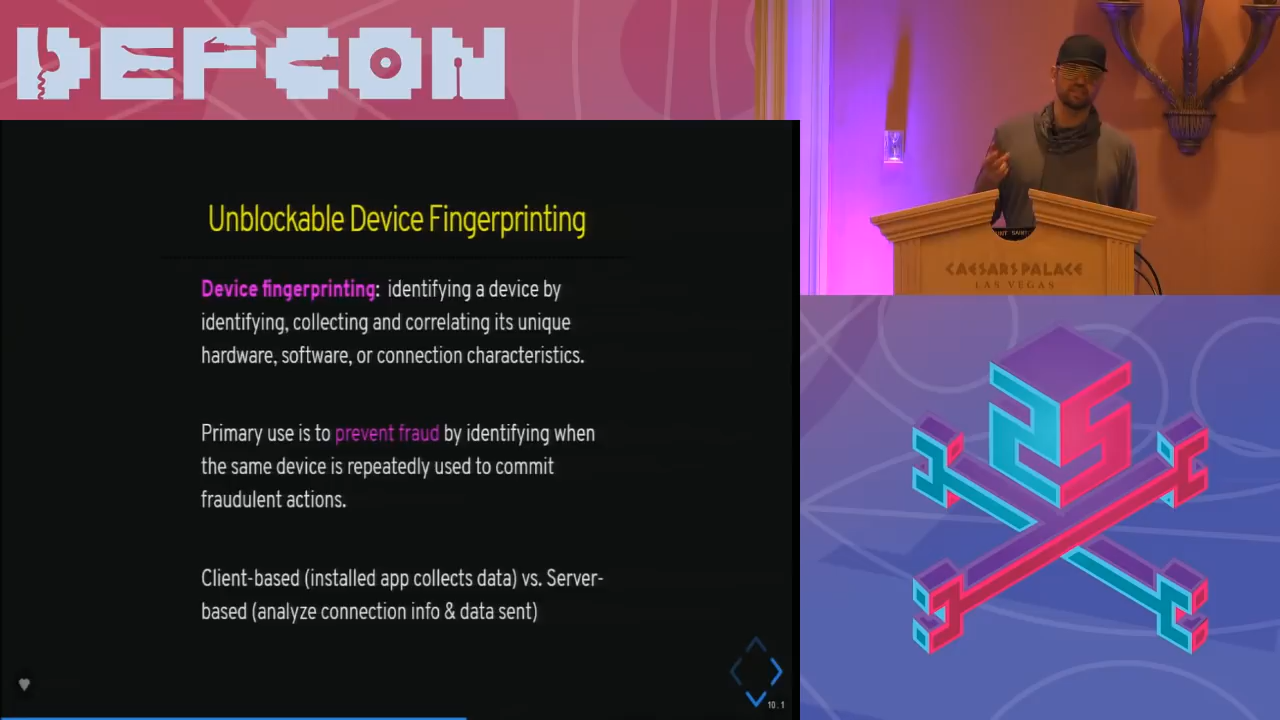 DEFCON
Unblockable Device Fingerprinting
Device fingerprinting: identifying a device by
identifying, collecting and correlating its unique
hardware, software, or connection characteristics.
Primary use is to prevent fraud by identifying when
the same device is repeatedly used to commit
fraudulent actions.
Client-based (installed app collects data) vs. Server-
based (analyze connection info & data sent)
10.1
CAESARS PALACE
LAS VEGAS
25